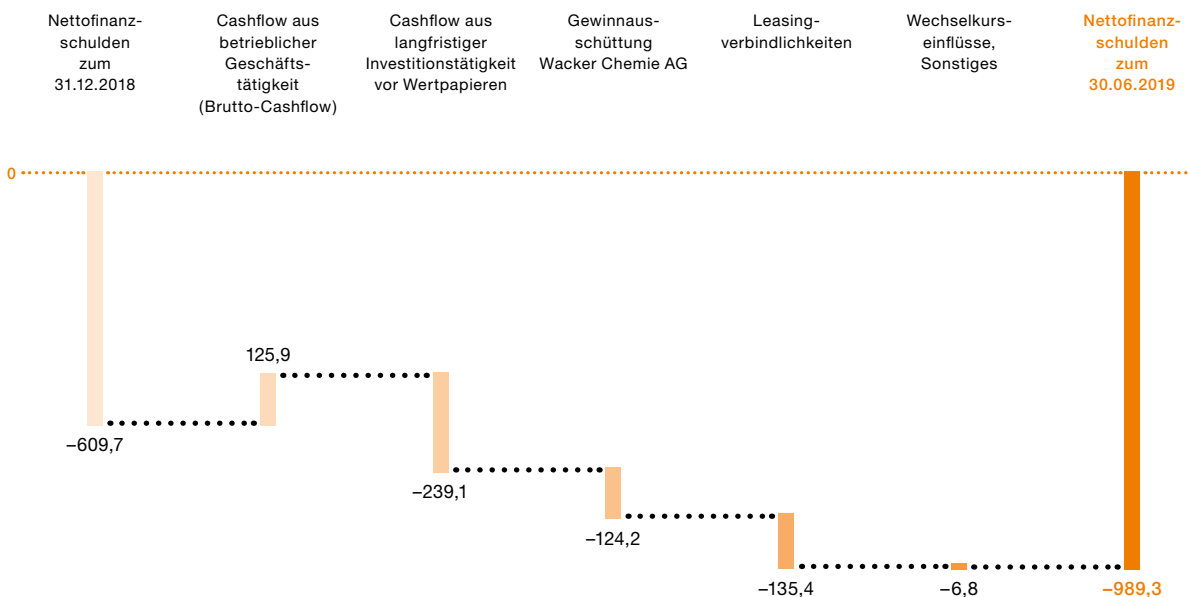 Nettofinanz-
schulden
zum
31.12.2018
Cashflow aus
betrieblicher
Geschäfts-
tätigkeit
(Brutto-Cashflow)
Cashflow aus
langfristiger
Investitionstätigkeit
vor Wertpapieren
Gewinnaus-
schüttung
Wacker Chemie AG
Leasing-
verbindlichkeiten
Wechselkurs-
einflüsse,
Sonstiges
Nettofinanz-
schulden
zum
30.06.2019
0
125,9
–609,7
–239,1
–124,2
–135,4
–6,8
–989,3